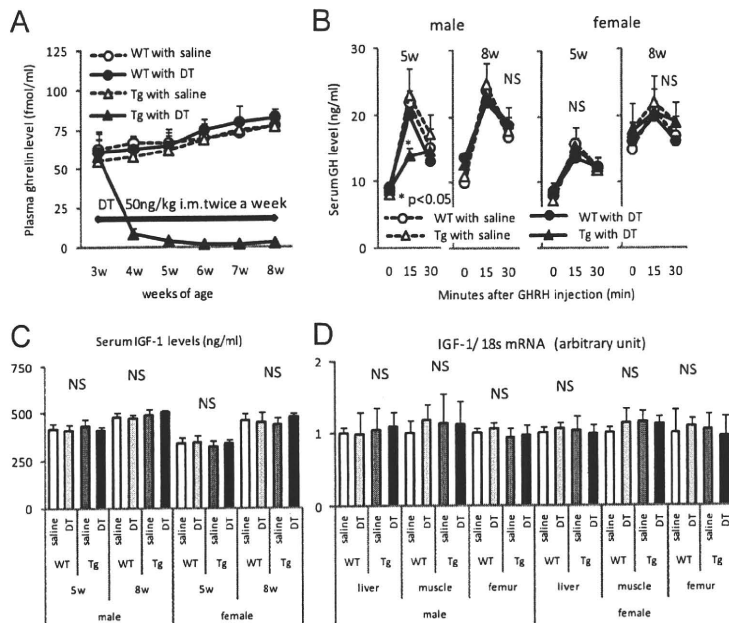 A
Plasma ghrelin level (fmol/ml)
125
100
75
50
25
0
WT with saline
WT with DT
Tg with saline
Tg with DT
DT 50ng/kg i.m. twice a week
3w 4w 5w 6w 7w 8w
weeks of age
B
male female
5w 8w 5w 8w
NS NS NS
Serum GH level (ng/ml)
30
20
10
0
*
* p<0.05
WT with saline WT with DT
Tg with saline Tg with DT
0 15 30 0 15 30 0 15 30 0 15 30
Minutes after GHRH injection (min)
C
Serum IGF-1 levels (ng/ml)
750
500
250
0
NS NS NS NS
saline DT saline DT saline DT saline DT saline DT saline DT saline DT saline DT
WT Tg WT Tg WT Tg WT Tg
5w 8w 5w 8w
male female
D
IGF-1/ 18s mRNA (arbitrary unit)
2
1
0
NS NS NS NS NS NS
saline DT saline DT saline DT saline DT saline DT saline DT saline DT saline DT saline DT saline DT saline DT saline DT
WT Tg WT Tg WT Tg WT Tg WT Tg WT Tg
liver muscle femur liver muscle femur
male female